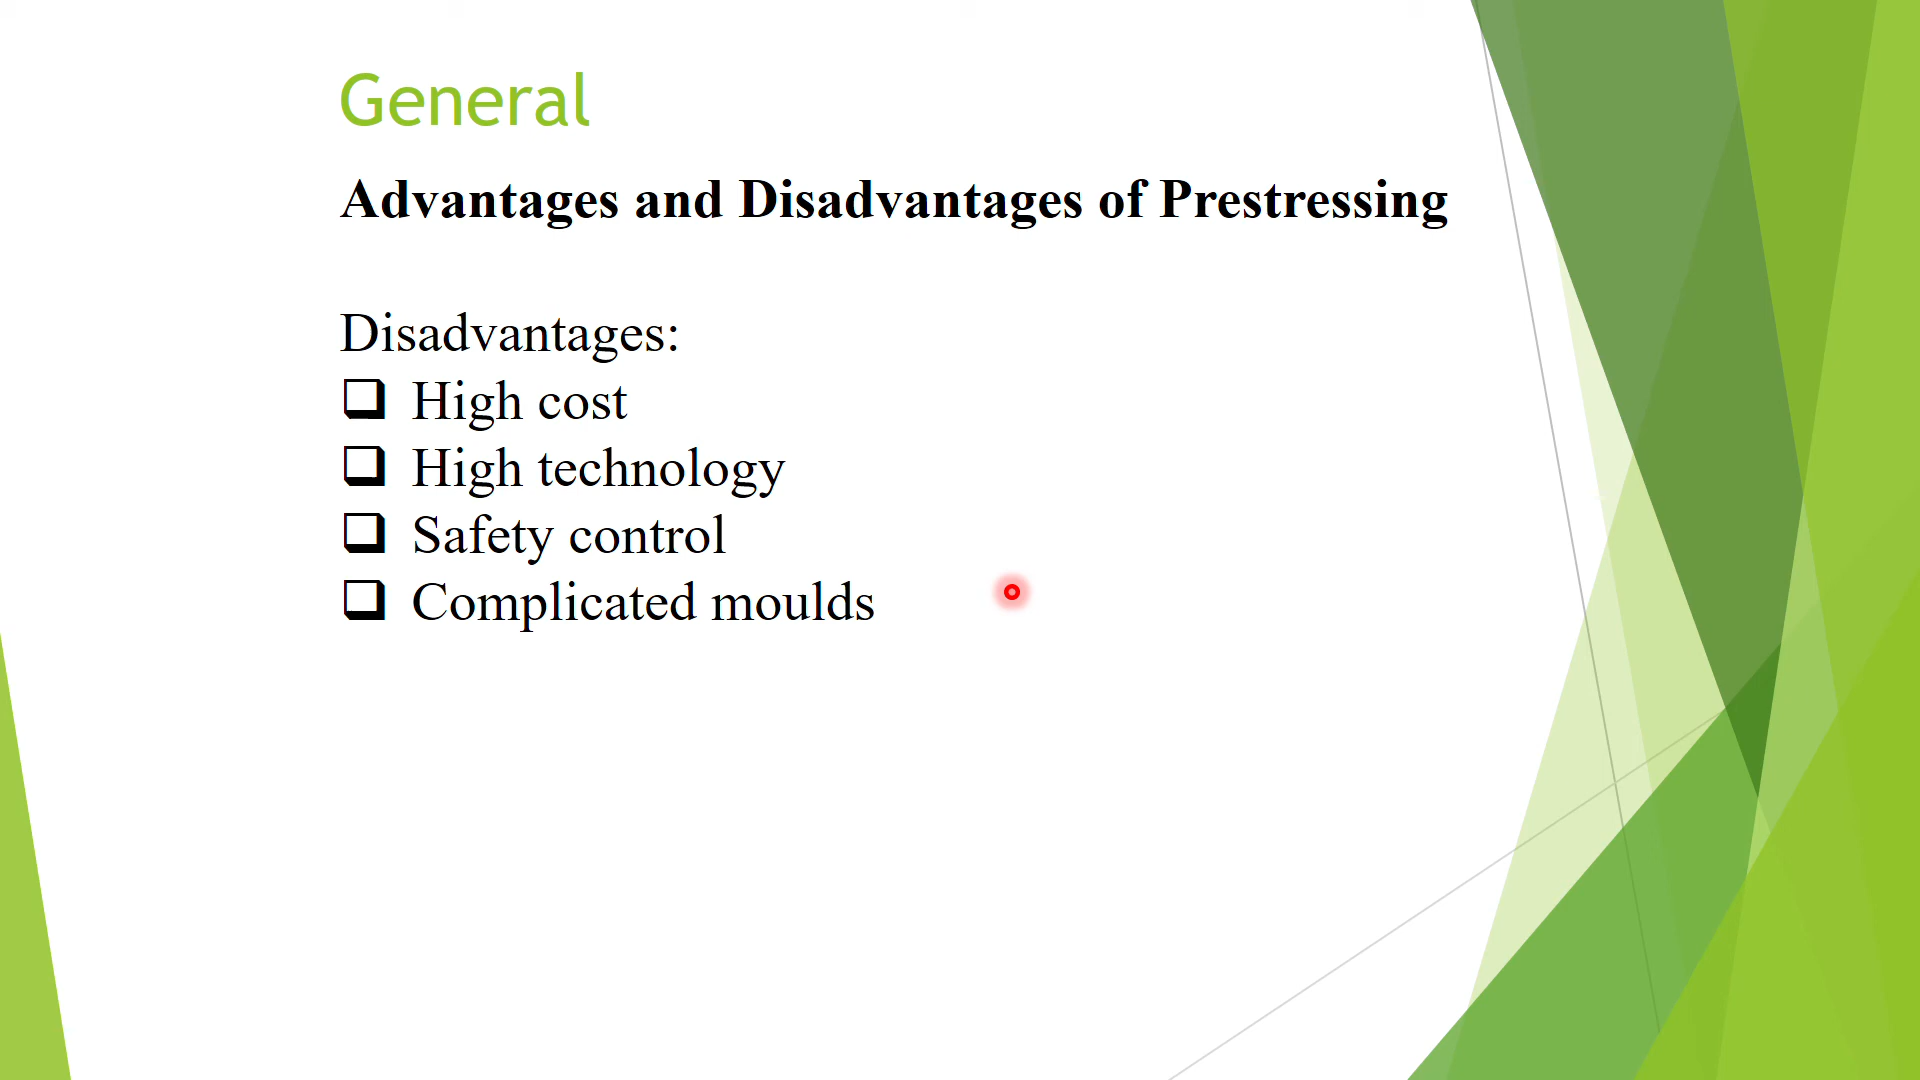 General
Advantages and Disadvantages of Prestressing
Disadvantages:
❑ High cost
❑ High technology
❑ Safety control
❑ Complicated moulds